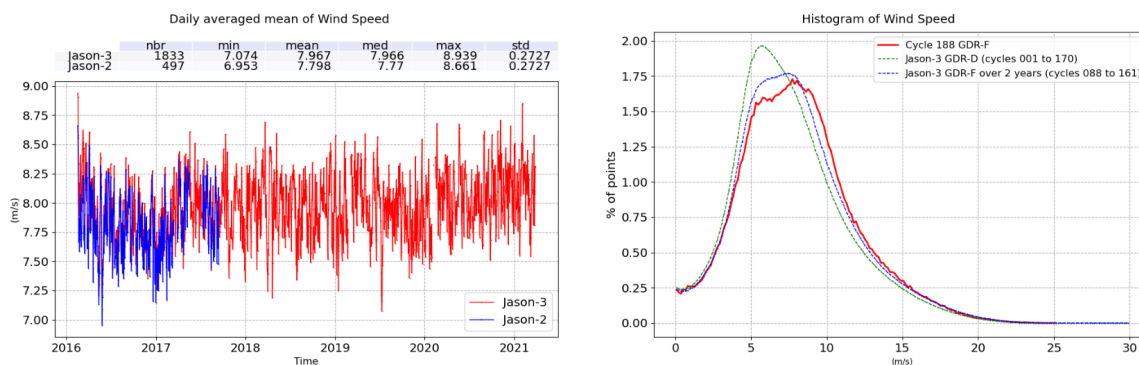 Daily averaged mean of Wind Speed
nbr min mean med max std
Jason-3 1833 7.074 7.967 7.966 8.939 0.2727
Jason-2 497 6.953 7.798 7.77 8.661 0.2727
9.00
8.75
8.50
8.25
8.00
7.75
7.50
7.25
7.00
(m/s)
Jason-3
Jason-2
2016 2017 2018 2019 2020 2021
Time
Histogram of Wind Speed
2.00
1.75
1.50
1.25
1.00
0.75
0.50
0.25
0.00
% of points
Cycle 188 GDR-F
Jason-3 GDR-D (cycles 001 to 170)
Jason-3 GDR-F over 2 years (cycles 088 to 161)
0 5 10 15 20 25 30
(m/s)